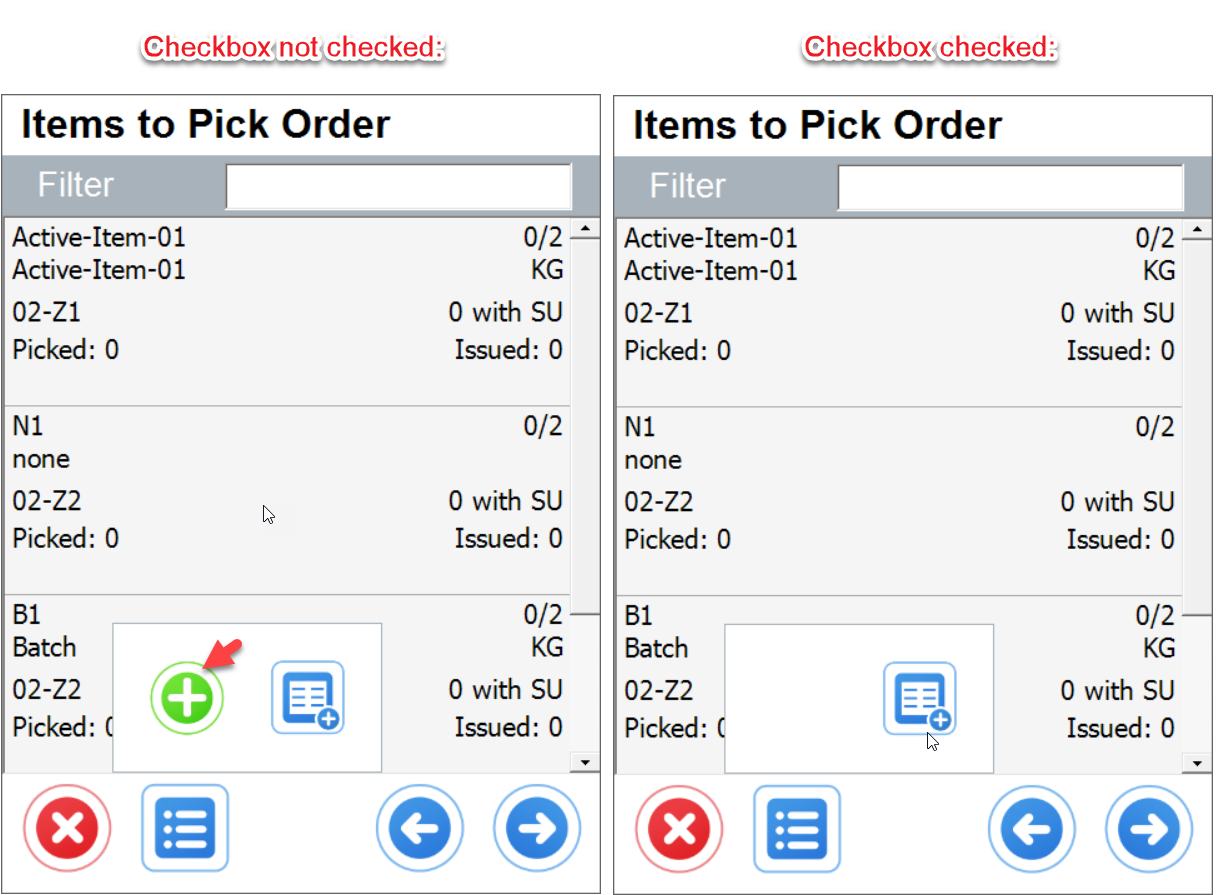 Checkbox not checked:
Items to Pick Order
Filter
Active-Item-01 0/2
Active-Item-01 KG
02-Z1 0 with SU
Picked: 0 Issued: 0
N1 0/2
none
02-Z2 0 with SU
Picked: 0 Issued: 0
B1 0/2
Batch KG
02-Z2 0 with SU
Picked: 0 Issued: 0
Checkbox checked:
Items to Pick Order
Filter
Active-Item-01 0/2
Active-Item-01 KG
02-Z1 0 with SU
Picked: 0 Issued: 0
N1 0/2
none
02-Z2 0 with SU
Picked: 0 Issued: 0
B1 0/2
Batch KG
02-Z2 0 with SU
Picked: 0 Issued: 0